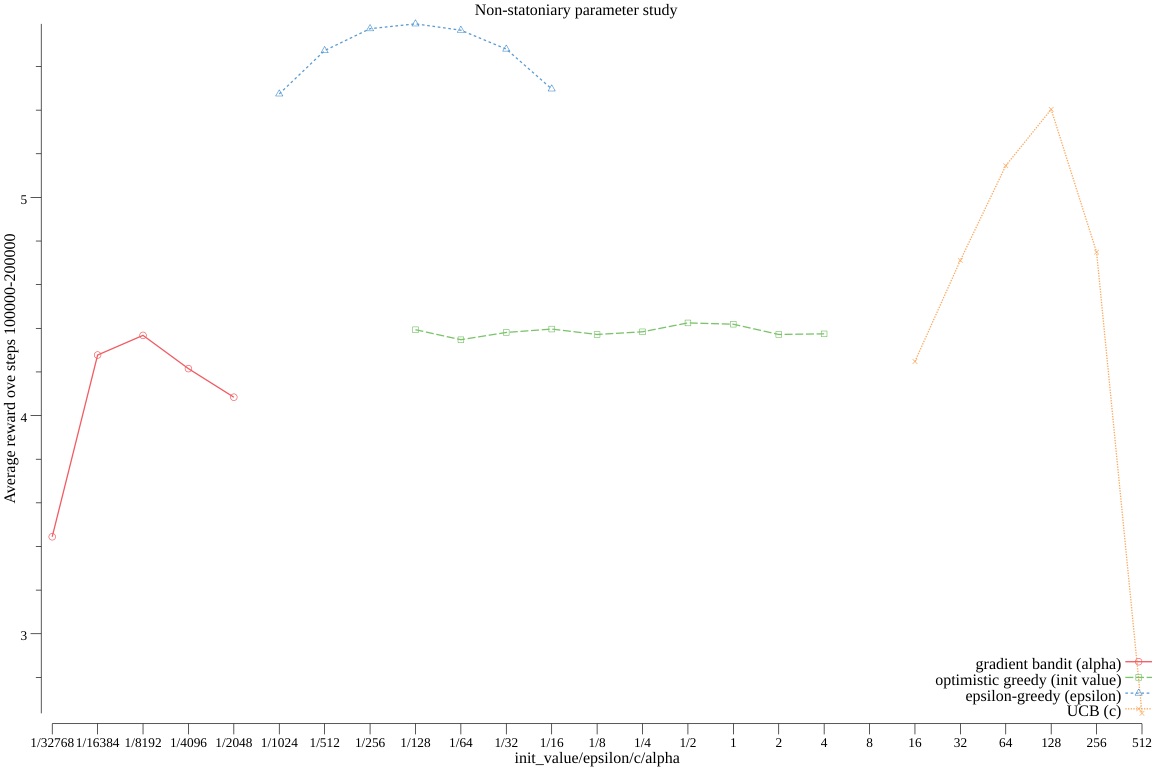 Non-statoniary parameter study
Average reward ove steps 100000-200000
5
4
3
gradient bandit (alpha)
optimistic greedy (init value)
epsilon-greedy (epsilon)
UCB (c)
1/32768 1/16384 1/8192 1/4096 1/2048 1/1024 1/512 1/256 1/128 1/64 1/32 1/16 1/8 1/4 1/2 1 2 4 8 16 32 64 128 256 512
init_value/epsilon/c/alpha